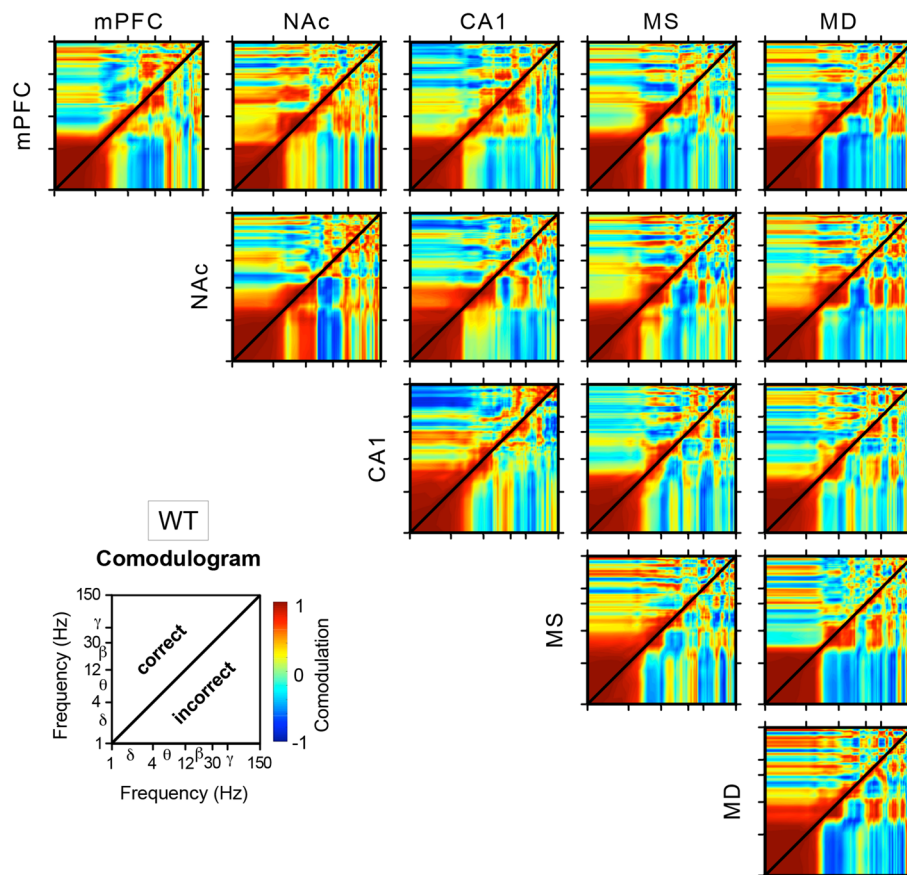 mPFC NAc CA1 MS MD
mPFC
NAc
CA1
MS
MD
WT
Comodulogram
Frequency (Hz)
150
γ
30
β
12
θ
4
δ
1
correct
incorrect
1 δ 4 θ 12 β 30 γ 150
Frequency (Hz)
1
0
-1
Comodulation